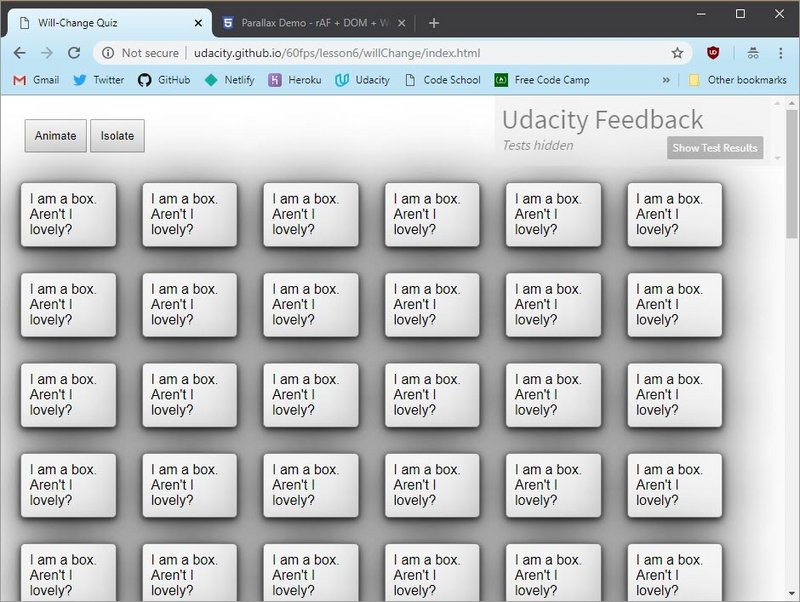 Will-Change Quiz
Parallax Demo - rAF + DOM +
Not secure | udacity.github.io/60fps/lesson6/willChange/index.html
Gmail Twitter GitHub Netlify Heroku Udacity Code School Free Code Camp » Other bookmarks
Animate Isolate
Udacity Feedback
Tests hidden
Show Test Results
I am a box. I am a box. I am a box. I am a box. I am a box. I am a box.
Aren't I Aren't I Aren't I Aren't I Aren't I Aren't I
lovely? lovely? lovely? lovely? lovely? lovely?
I am a box. I am a box. I am a box. I am a box. I am a box. I am a box.
Aren't I Aren't I Aren't I Aren't I Aren't I Aren't I
lovely? lovely? lovely? lovely? lovely? lovely?
I am a box. I am a box. I am a box. I am a box. I am a box. I am a box.
Aren't I Aren't I Aren't I Aren't I Aren't I Aren't I
lovely? lovely? lovely? lovely? lovely? lovely?
I am a box. I am a box. I am a box. I am a box. I am a box. I am a box.
Aren't I Aren't I Aren't I Aren't I Aren't I Aren't I
lovely? lovely? lovely? lovely? lovely? lovely?
I am a box. I am a box. I am a box. I am a box. I am a box. I am a box.
Aren't I Aren't I Aren't I Aren't I Aren't I Aren't I
lovely? lovely? lovely? lovely? lovely? lovely?